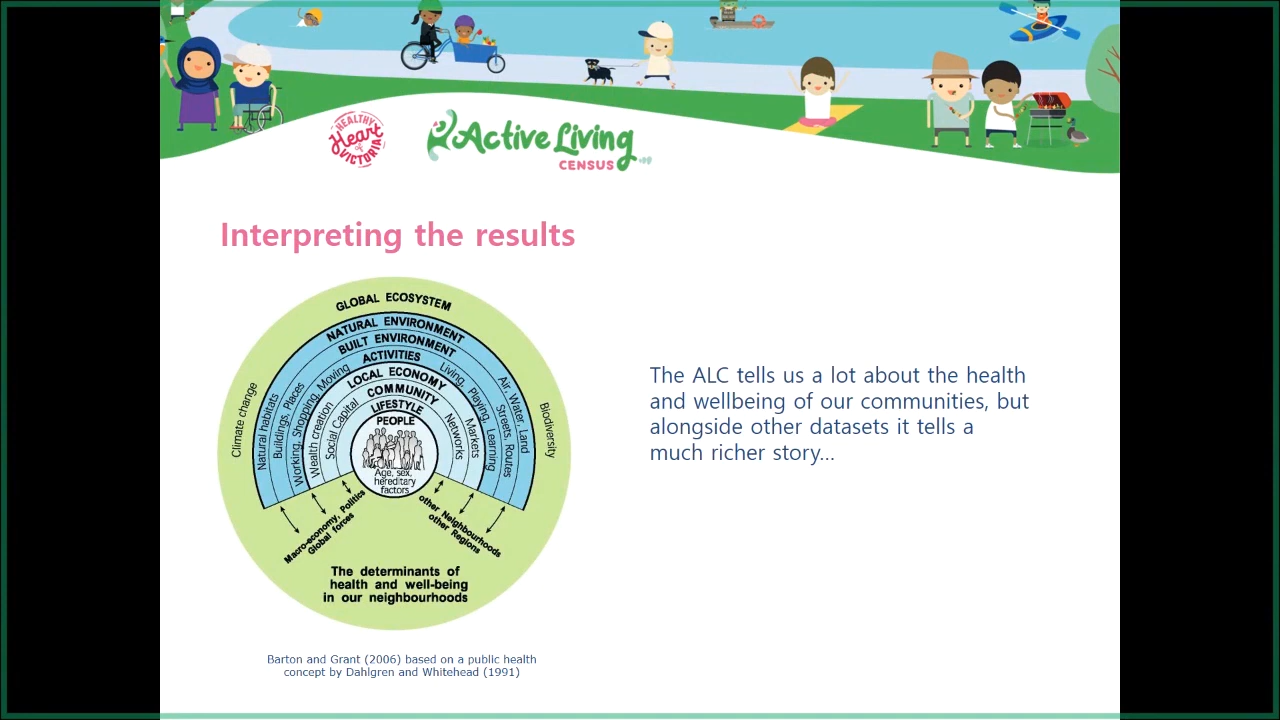 HEALTHY
Heart
of
VICTORIA
Active Living
CENSUS
Interpreting the results
GLOBAL ECOSYSTEM
NATURAL ENVIRONMENT
BUILT ENVIRONMENT
ACTIVITIES
LOCAL ECONOMY
COMMUNITY
LIFESTYLE
PEOPLE
Age, sex,
hereditary
factors
Climate change
Natural habitats
Buildings, Places
Working, Shopping, Moving
Wealth creation
Social Capital
Networks
Markets
Living, Playing, Learning
Streets, Routes
Air, Water, Land
Biodiversity
Macro-economy, Politics
Global forces
other Neighbourhoods
other Regions
The determinants of
health and well-being
in our neighbourhoods
Barton and Grant (2006) based on a public health
concept by Dahlgren and Whitehead (1991)
The ALC tells us a lot about the health
and wellbeing of our communities, but
alongside other datasets it tells a
much richer story...